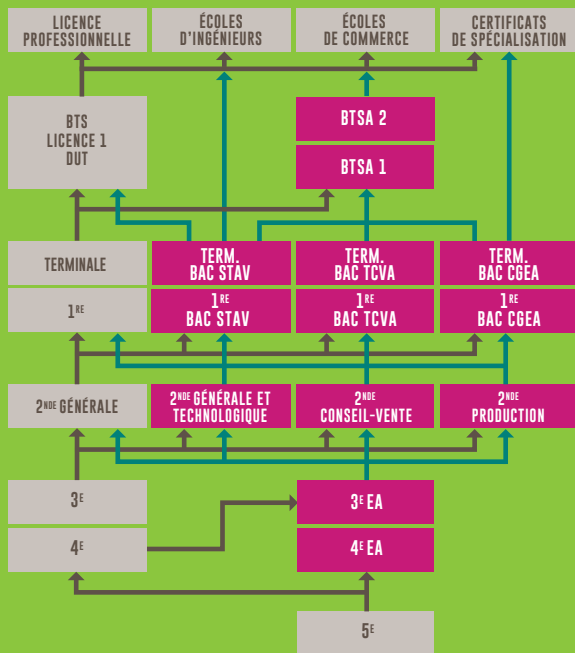 LICENCE
PROFESSIONNELLE
ÉCOLES
D'INGÉNIEURS
ÉCOLES
DE COMMERCE
CERTIFICATS
DE SPÉCIALISATION
BTS
LICENCE 1
DUT
BTSA 2
BTSA 1
TERMINALE
TERM.
BAC STAV
TERM.
BAC TCVA
TERM.
BAC CGEA
1RE
1RE
BAC STAV
1RE
BAC TCVA
1RE
BAC CGEA
2NDE GÉNÉRALE
2NDE GÉNÉRALE ET
TECHNOLOGIQUE
2NDE
CONSEIL-VENTE
2NDE
PRODUCTION
3E
3E EA
4E
4E EA
5E